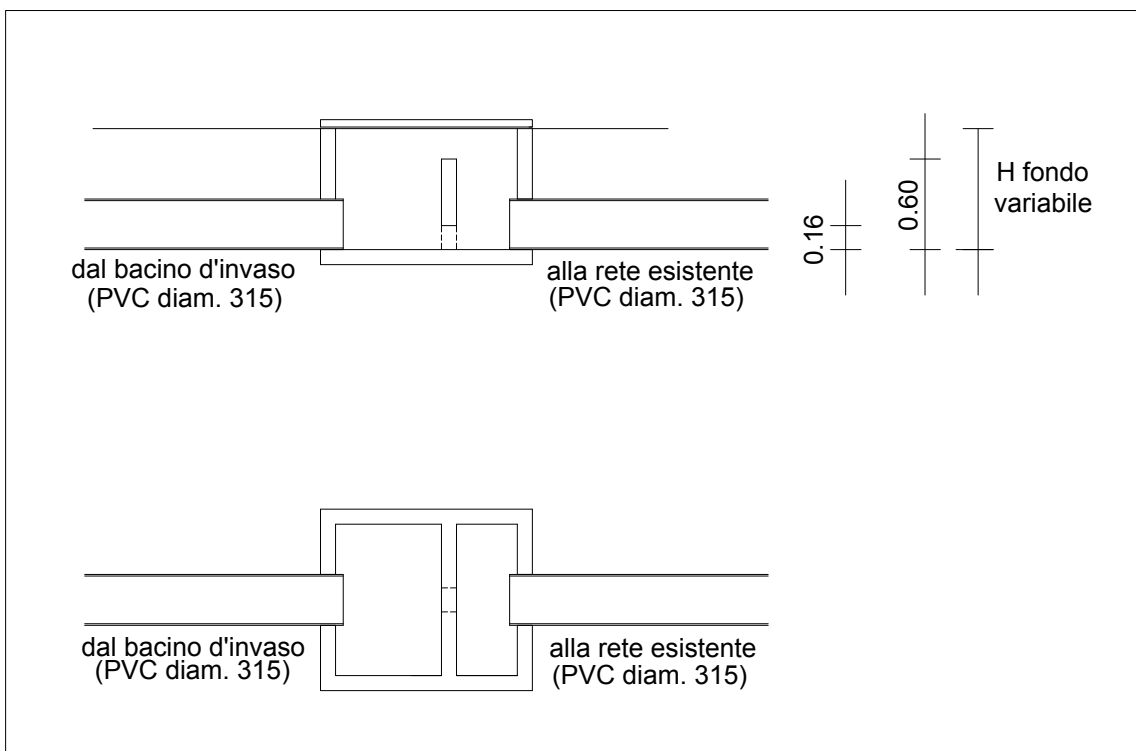 H fondo
variabile
0.60
0.16
dal bacino d'invaso
(PVC diam. 315)
alla rete esistente
(PVC diam. 315)
dal bacino d'invaso
(PVC diam. 315)
alla rete esistente
(PVC diam. 315)